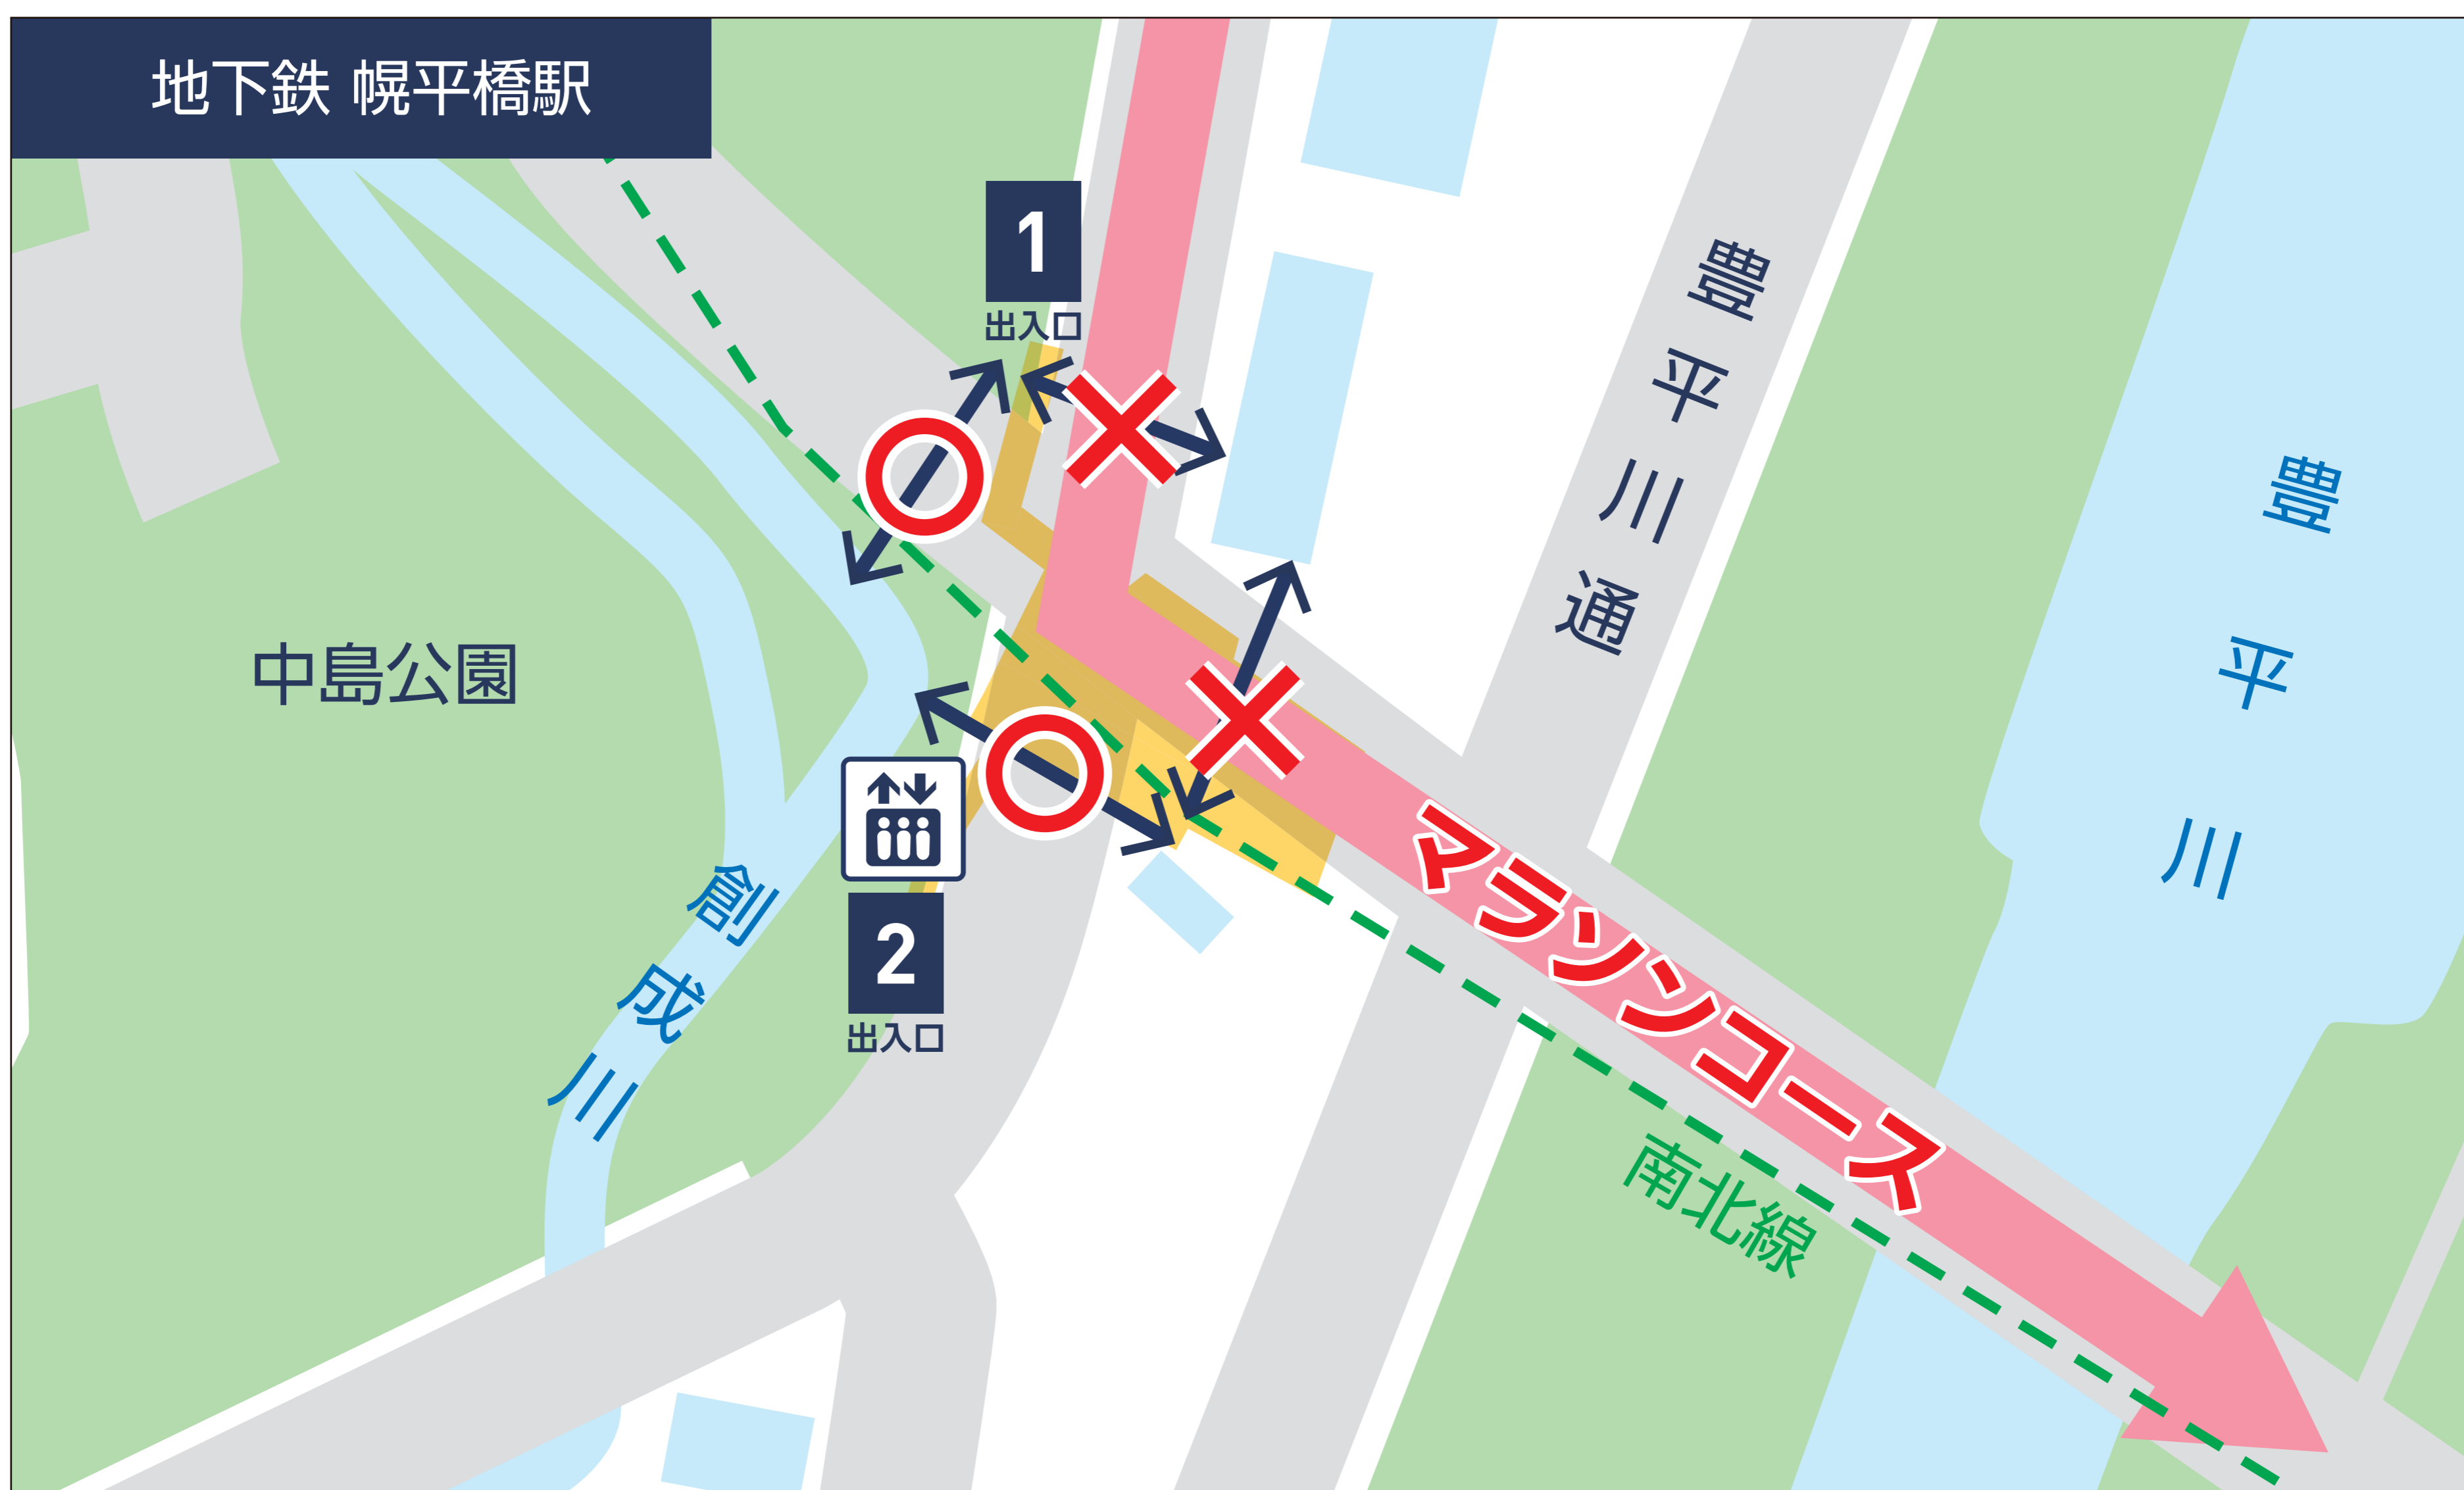 地下鉄 幌平橋駅
1
出入口
豊平川通
豊平川
中島公園
2
出入口
創成川
マラソンコース
南北線